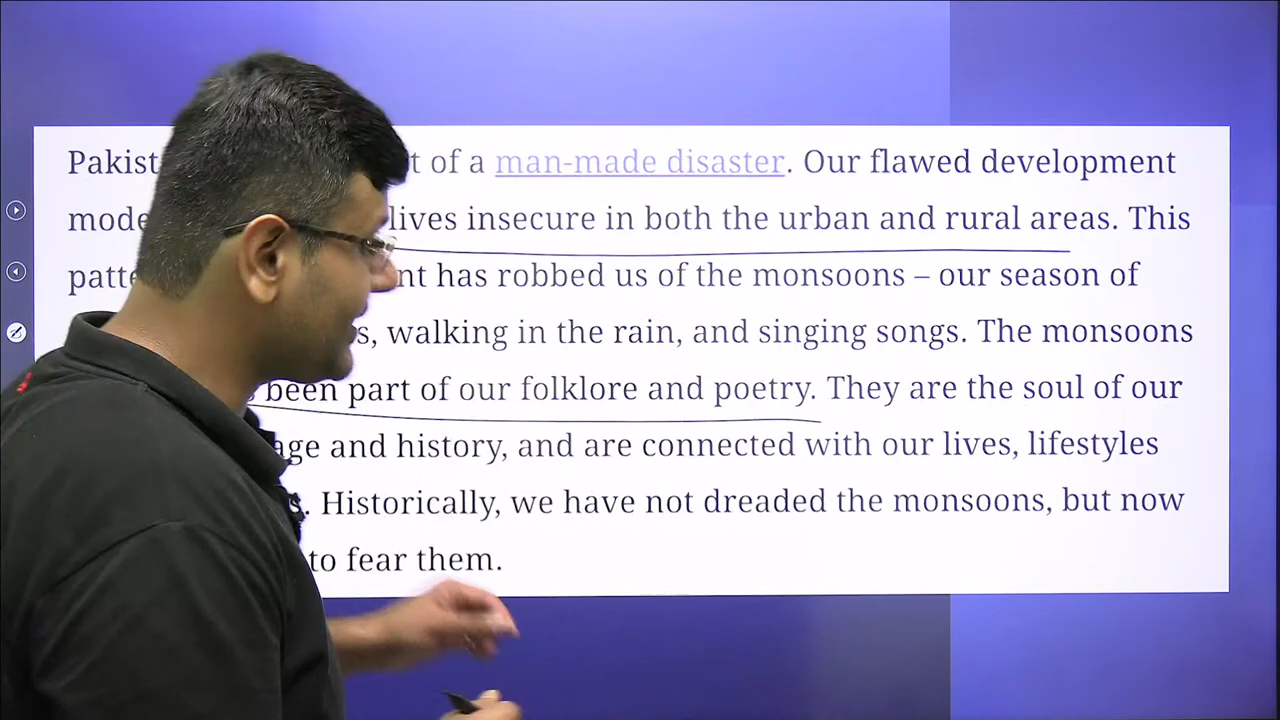 Pakist t of a man-made disaster. Our flawed development
mode lives insecure in both the urban and rural areas. This
patte nt has robbed us of the monsoons – our season of
s, walking in the rain, and singing songs. The monsoons
been part of our folklore and poetry. They are the soul of our
age and history, and are connected with our lives, lifestyles
s. Historically, we have not dreaded the monsoons, but now
to fear them.